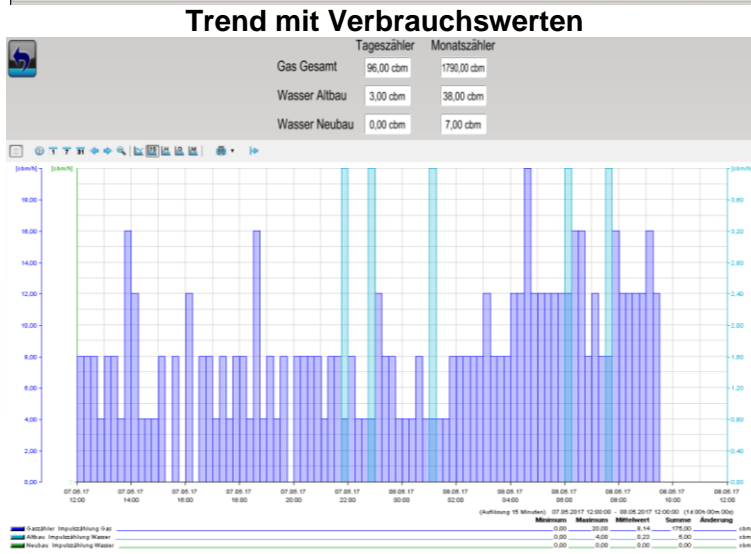 Trend mit Verbrauchswerten
Tageszähler Monatszähler
Gas Gesamt 96,00 cbm 1790,00 cbm
Wasser Altbau 3,00 cbm 38,00 cbm
Wasser Neubau 0,00 cbm 7,00 cbm
[cbm/h] [cbm/h] [cbm/h]
18,00 3,60
16,00 3,20
14,00 2,80
12,00 2,40
10,00 2,00
8,00 1,60
6,00 1,20
4,00 0,80
2,00 0,40
0,00 0,00
07.05.17 07.05.17 07.05.17 07.05.17 07.05.17 07.05.17 08.05.17 08.05.17 08.05.17 08.05.17 08.05.17 08.05.17 08.05.17
12:00 14:00 16:00 18:00 20:00 22:00 00:00 02:00 04:00 06:00 08:00 10:00 12:00
(Auflösung 15 Minuten) 07.05.2017 12:00:00 - 08.05.2017 12:00:00 (1d 00h 00m 00s)
Minimum Maximum Mittelwert Summe Änderung
Gaszähler Impulszählung Gas 0,00 20,00 8,14 175,00 cbm
Altbau Impulszählung Wasser 0,00 4,00 0,23 5,00 cbm
Neubau Impulszählung Wasser 0,00 0,00 0,00 0,00 cbm